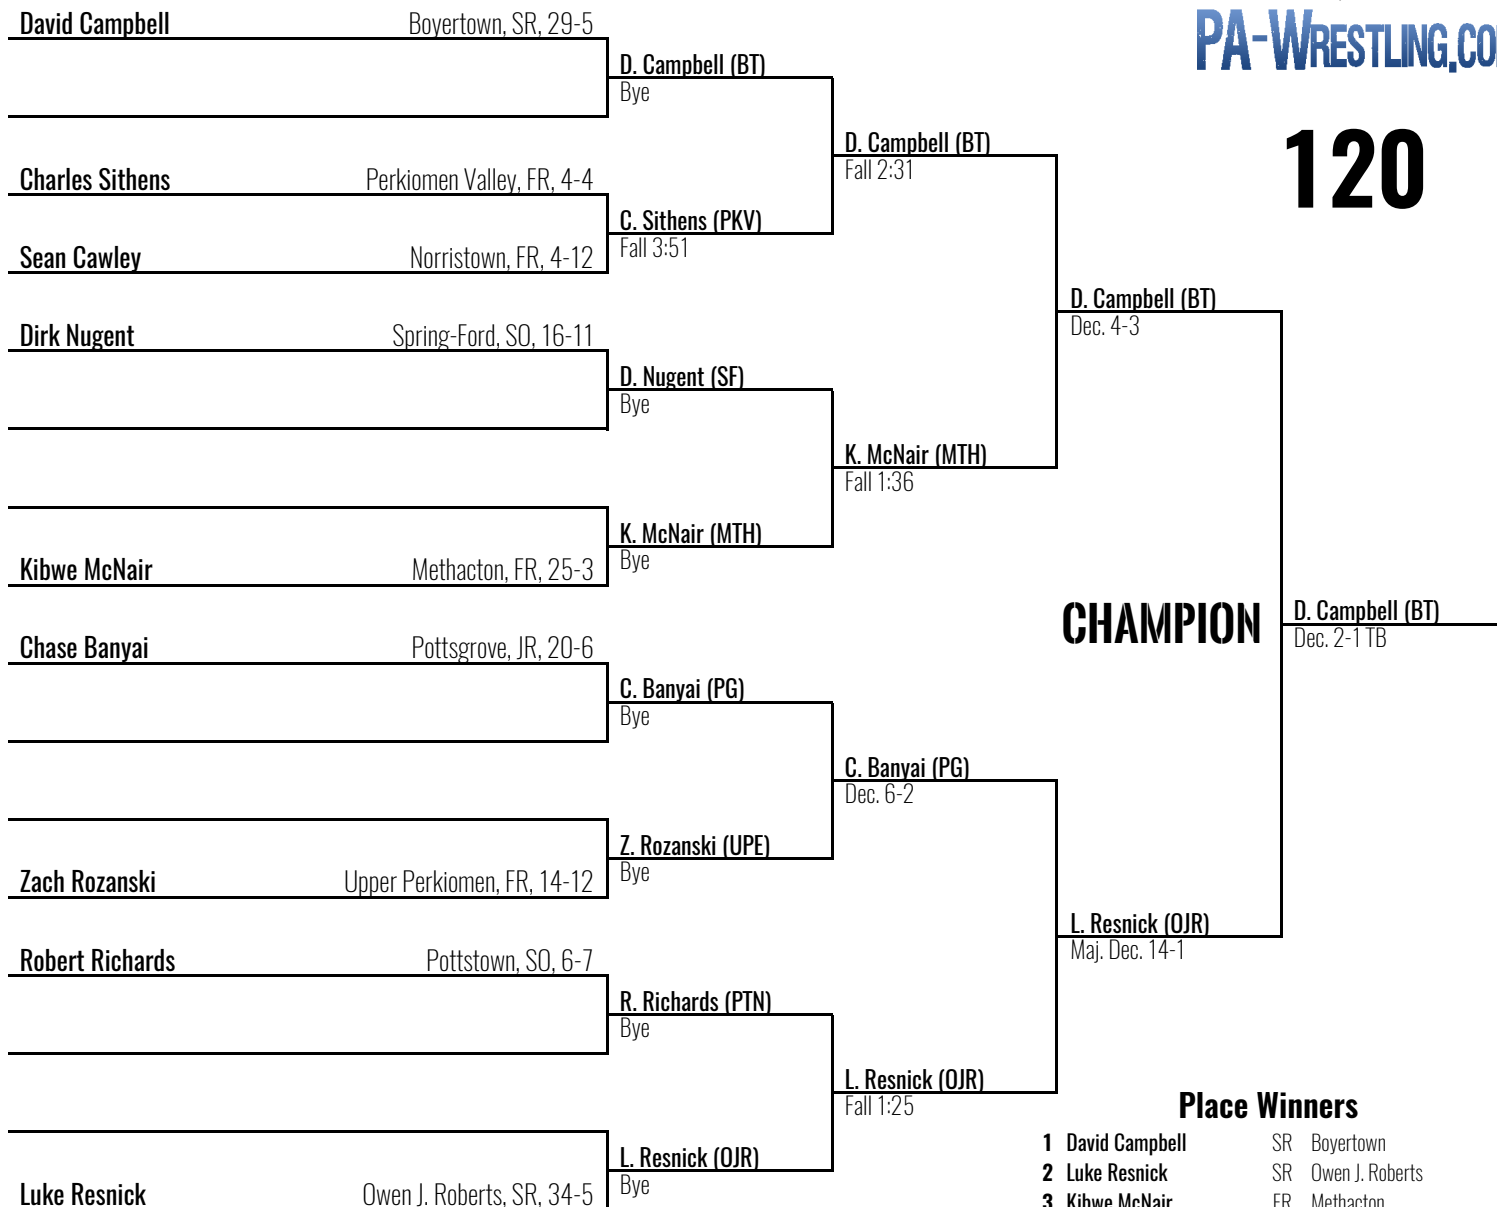 David Campbell Boyertown, SR, 29-5
PA-WRESTLING.CO
D. Campbell (BT)
Bye
120
D. Campbell (BT)
Fall 2:31
Charles Sithens Perkiomen Valley, FR, 4-4
C. Sithens (PKV)
Fall 3:51
Sean Cawley Norristown, FR, 4-12
D. Campbell (BT)
Dec. 4-3
Dirk Nugent Spring-Ford, SO, 16-11
D. Nugent (SF)
Bye
K. McNair (MTH)
Fall 1:36
K. McNair (MTH)
Bye
Kibwe McNair Methacton, FR, 25-3
CHAMPION
D. Campbell (BT)
Dec. 2-1 TB
Chase Banyai Pottsgrove, JR, 20-6
C. Banyai (PG)
Bye
C. Banyai (PG)
Dec. 6-2
Z. Rozanski (UPE)
Bye
Zach Rozanski Upper Perkiomen, FR, 14-12
L. Resnick (OJR)
Maj. Dec. 14-1
Robert Richards Pottstown, SO, 6-7
R. Richards (PTN)
Bye
L. Resnick (OJR)
Fall 1:25
L. Resnick (OJR)
Bye
Luke Resnick Owen J. Roberts, SR, 34-5
Place Winners
1 David Campbell SR Boyertown
2 Luke Resnick SR Owen J. Roberts
3 Kibwe McNair FR Methacton